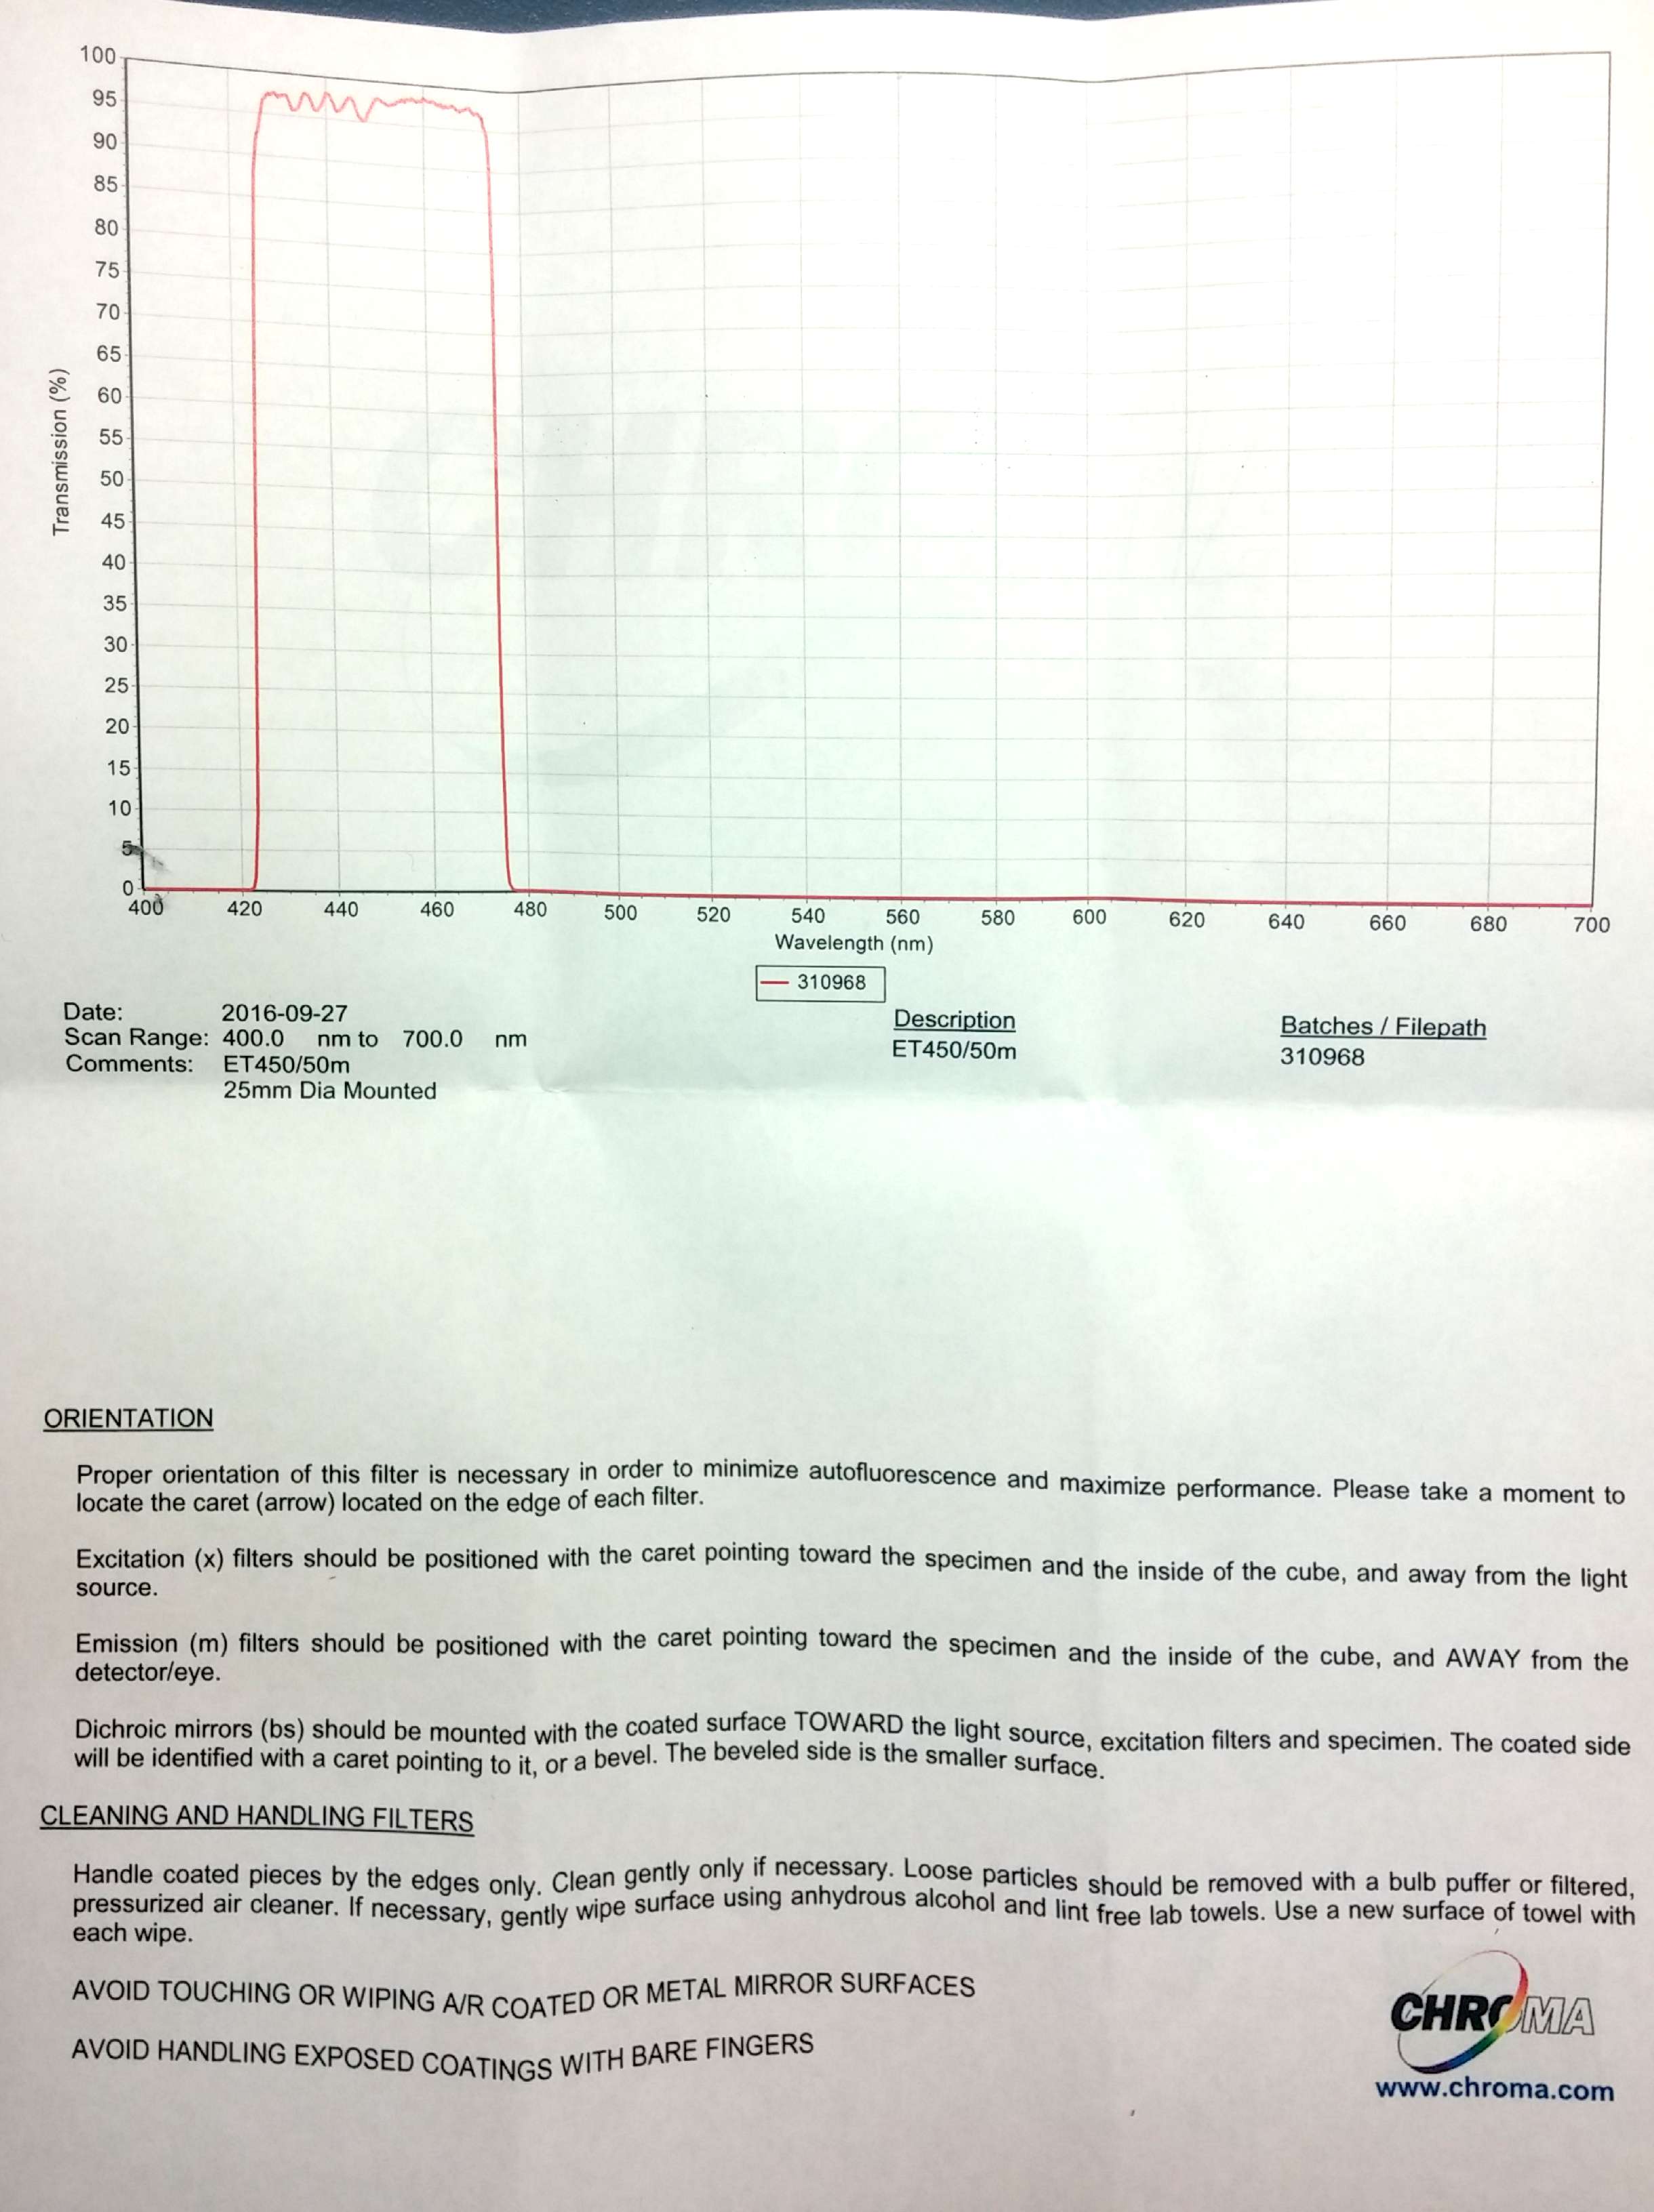 100
95
90
85
80
75
70
65
60
55
50
45
40
35
30
25
20
15
10
5
0
Transmission (%)
400 420 440 460 480 500 520 540 560 580 600 620 640 660 680 700
Wavelength (nm)
310968
Date: 2016-09-27
Scan Range: 400.0 nm to 700.0 nm
Comments: ET450/50m
25mm Dia Mounted
Description
ET450/50m
Batches / Filepath
310968
ORIENTATION
Proper orientation of this filter is necessary in order to minimize autofluorescence and maximize performance. Please take a moment to
locate the caret (arrow) located on the edge of each filter.
Excitation (x) filters should be positioned with the caret pointing toward the specimen and the inside of the cube, and away from the light
source.
Emission (m) filters should be positioned with the caret pointing toward the specimen and the inside of the cube, and AWAY from the
detector/eye.
Dichroic mirrors (bs) should be mounted with the coated surface TOWARD the light source, excitation filters and specimen. The coated side
will be identified with a caret pointing to it, or a bevel. The beveled side is the smaller surface.
CLEANING AND HANDLING FILTERS
Handle coated pieces by the edges only. Clean gently only if necessary. Loose particles should be removed with a bulb puffer or filtered,
pressurized air cleaner. If necessary, gently wipe surface using anhydrous alcohol and lint free lab towels. Use a new surface of towel with
each wipe.
AVOID TOUCHING OR WIPING A/R COATED OR METAL MIRROR SURFACES
AVOID HANDLING EXPOSED COATINGS WITH BARE FINGERS
CHROMA
www.chroma.com